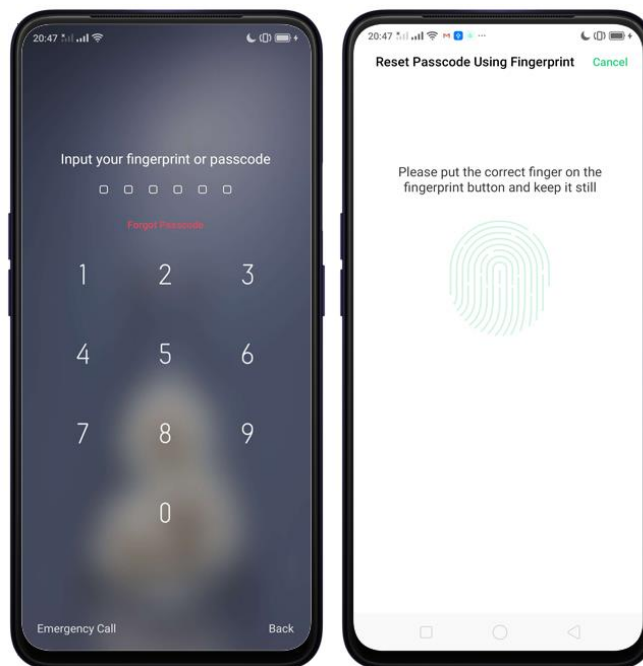 20:47
Input your fingerprint or passcode
Forgot Passcode
1 2 3
4 5 6
7 8 9
0
Emergency Call Back
20:47
Reset Passcode Using Fingerprint Cancel
Please put the correct finger on the
fingerprint button and keep it still